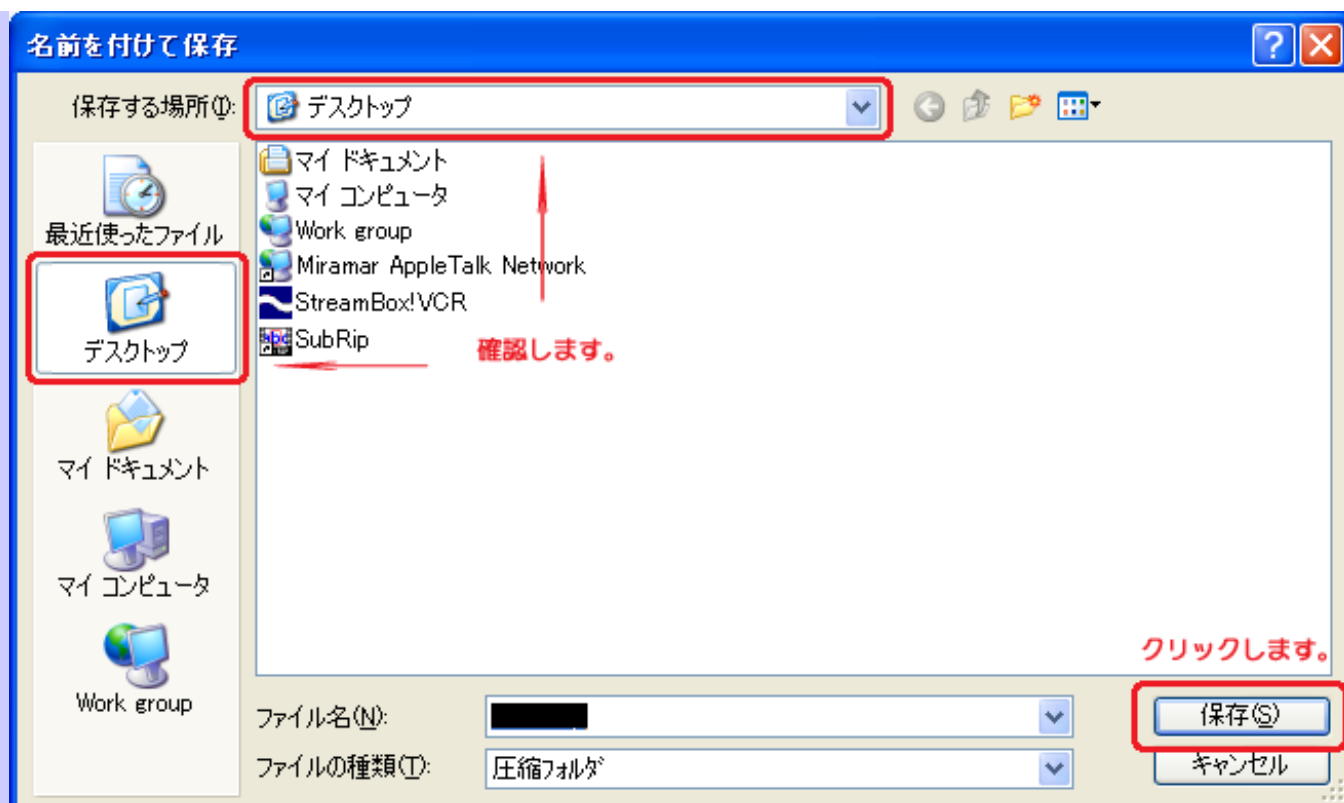 名前を付けて保存
保存する場所(I):
デスクトップ
最近使ったファイル
デスクトップ
マイ ドキュメント
マイ コンピュータ
Work group
マイ ドキュメント
マイ コンピュータ
Work group
Miramar AppleTalk Network
StreamBox!VCR
SubRip
確認します。
クリックします。
ファイル名(N):
保存(S)
ファイルの種類(T):
圧縮フォルダ
キャンセル